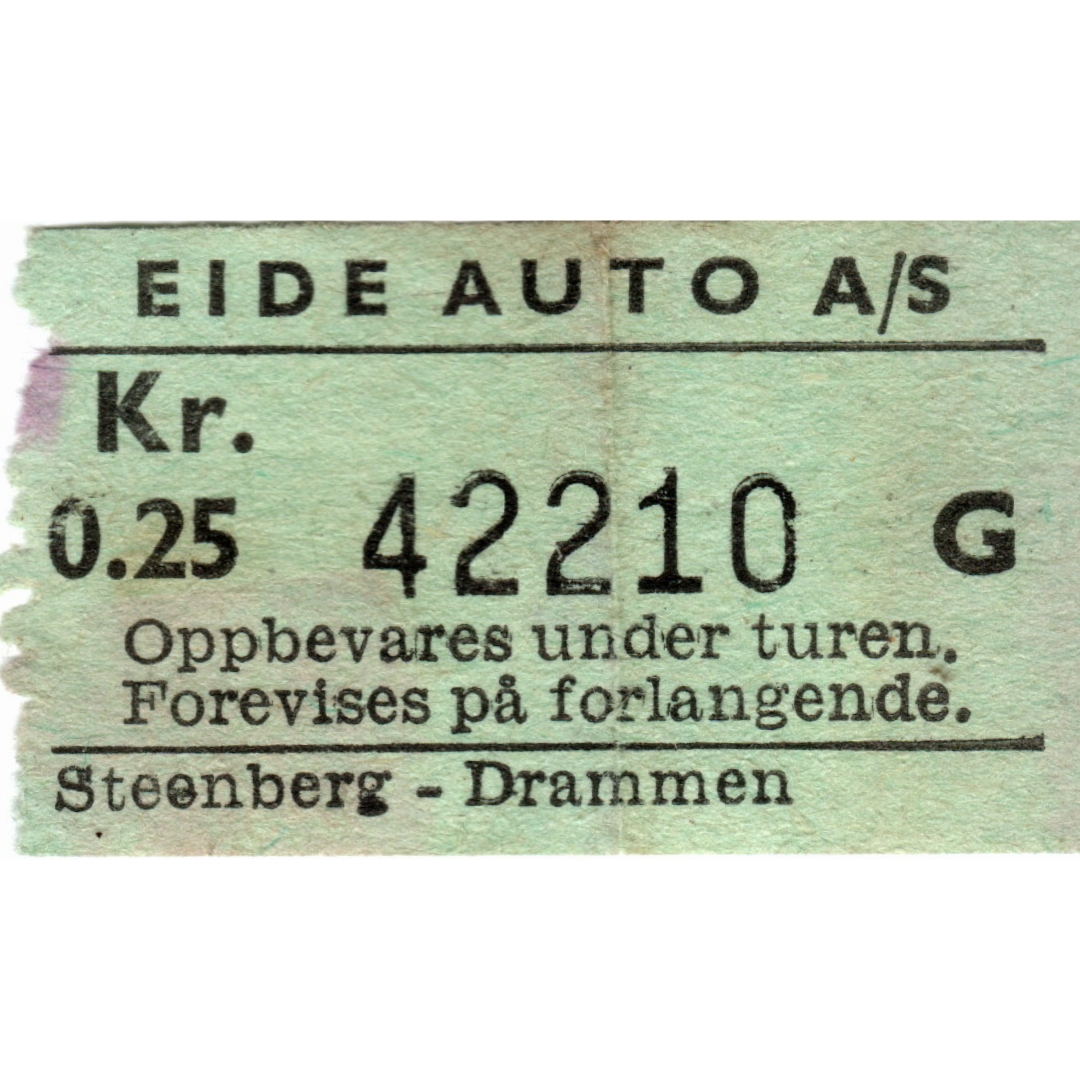 EIDE AUTO A/S
Kr.
0.25 42210 G
Oppbevares under turen.
Forevises på forlangende.
Steenberg - Drammen